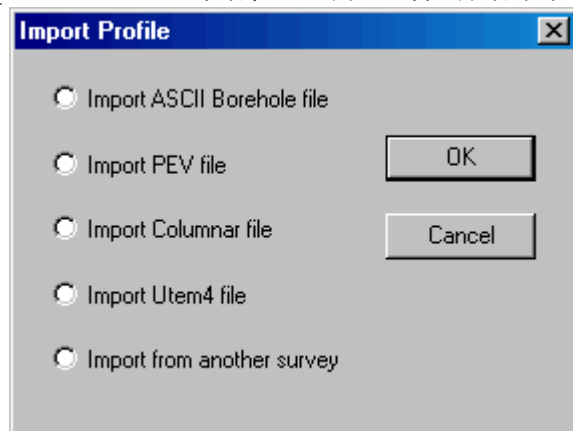 Import Profile
Import ASCII Borehole file
Import PEV file
OK
Import Columnar file
Cancel
Import Utem4 file
Import from another survey